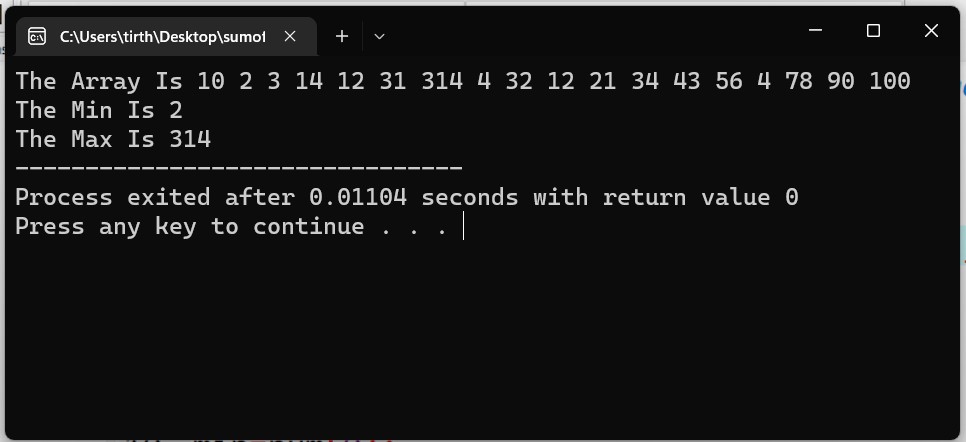 C:\Users\tirth\Desktop\sumof
The Array Is 10 2 3 14 12 31 314 4 32 12 21 34 43 56 4 78 90 100
The Min Is 2
The Max Is 314
--------------------------------
Process exited after 0.01104 seconds with return value 0
Press any key to continue . . .